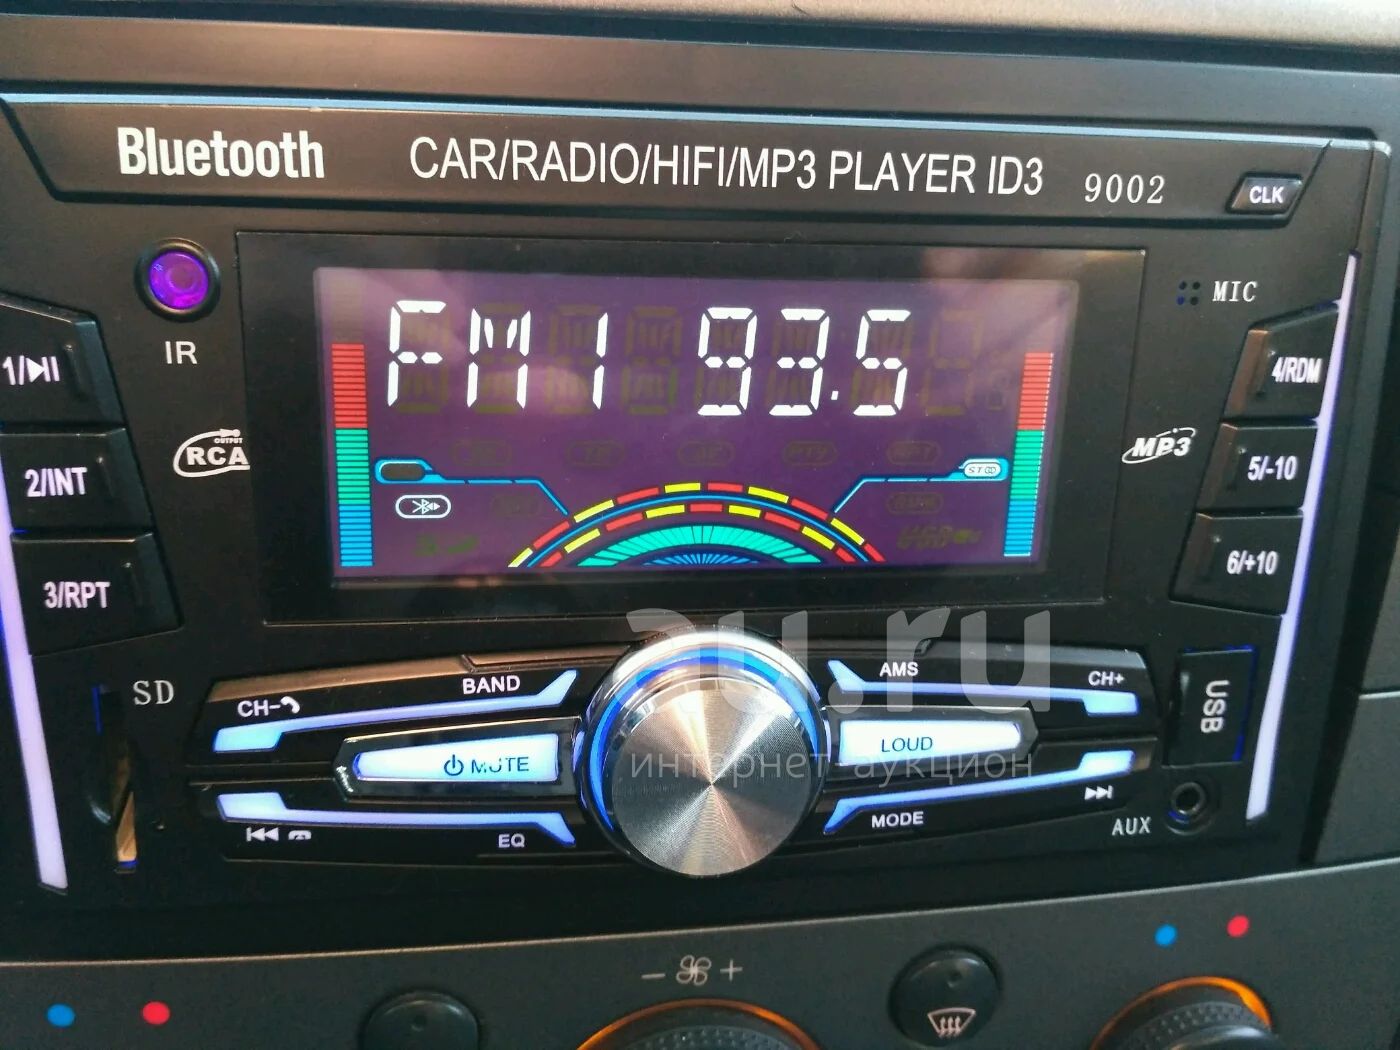 Bluetooth CAR/RADIO/HIFI/MP3 PLAYER ID3 9002 CLK
IR
MIC
FM1 93.5
1/⏯
4/RDM
OUTPUT
RCA
MP3
2/INT
5/-10
ST
3/RPT
6/+10
SD
USB
CH-
BAND
AMS
CH+
MUTE
LOUD
EQ
MODE
AUX
- +
au.ru
интернет аукцион